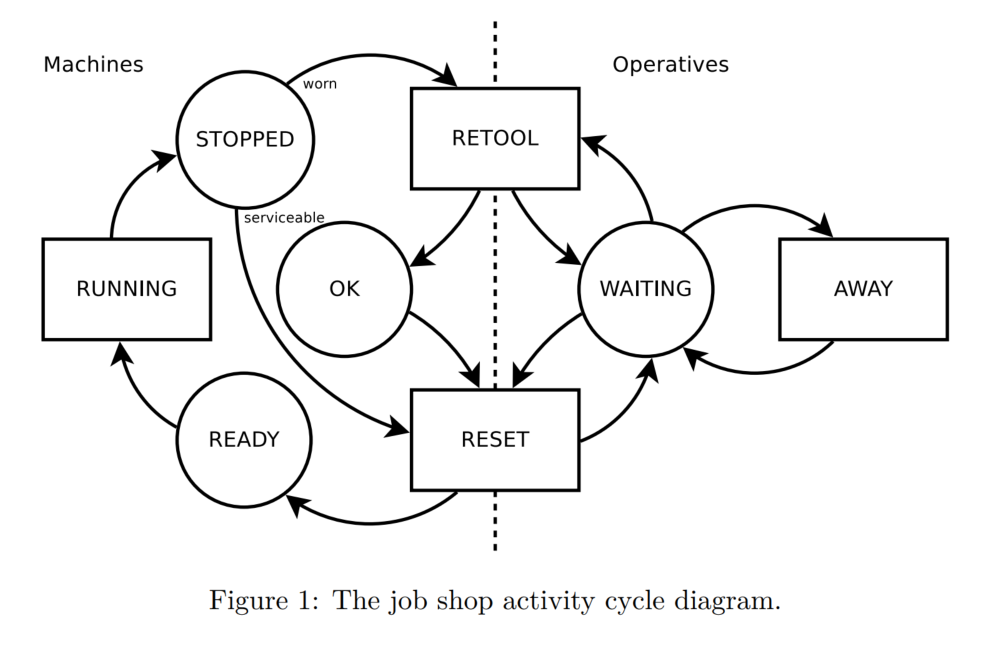 Machines
Operatives
worn
STOPPED
RETOOL
serviceable
RUNNING
OK
WAITING
AWAY
READY
RESET
Figure 1: The job shop activity cycle diagram.